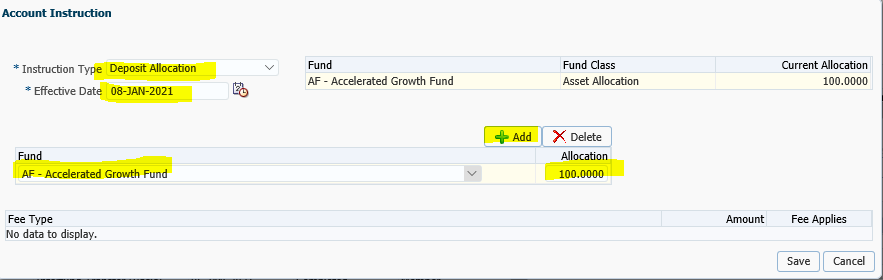 Account Instruction
* Instruction Type Deposit Allocation
Fund Fund Class Current Allocation
AF - Accelerated Growth Fund Asset Allocation 100.0000
* Effective Date 08-JAN-2021
Add Delete
Fund Allocation
AF - Accelerated Growth Fund 100.0000
Fee Type Amount Fee Applies
No data to display.
Save Cancel